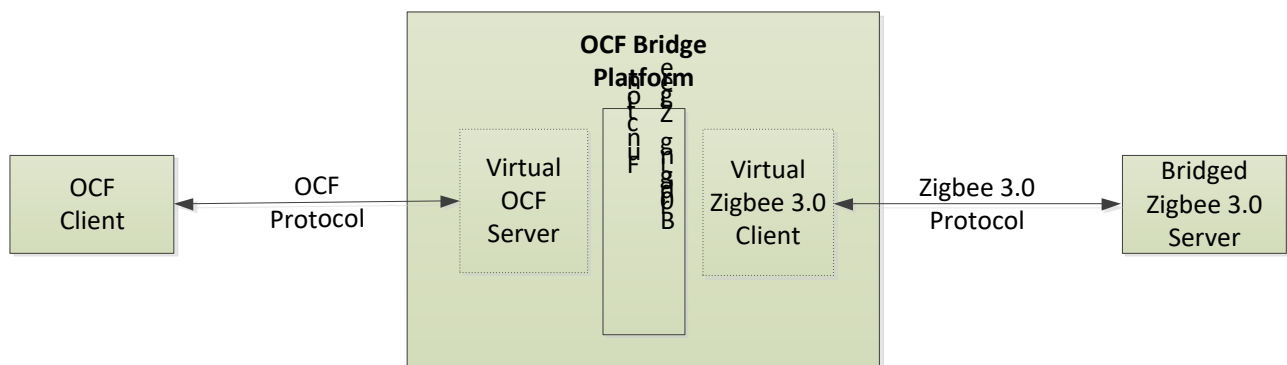 OCF Bridge
Platform
OCF
Client
OCF
Protocol
Virtual
OCF
Server
Function
Virtual
Zigbee 3.0
Client
Zigbee 3.0
Protocol
Bridged
Zigbee 3.0
Server